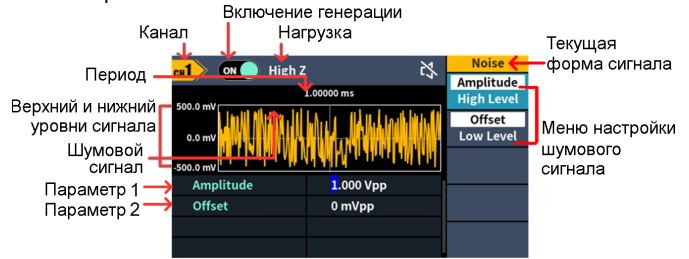 Включение генерации
Канал
Нагрузка
Текущая
форма сигнала
CH1
ON
High Z
Noise
Период
1.00000 ms
Amplitude
High Level
Верхний и нижний
уровни сигнала
500.0 mV
0.0 mV
-500.0 mV
Offset
Low Level
Меню настройки
шумового
сигнала
Шумовой
сигнал
Параметр 1
Amplitude
1.000 Vpp
Параметр 2
Offset
0 mVpp